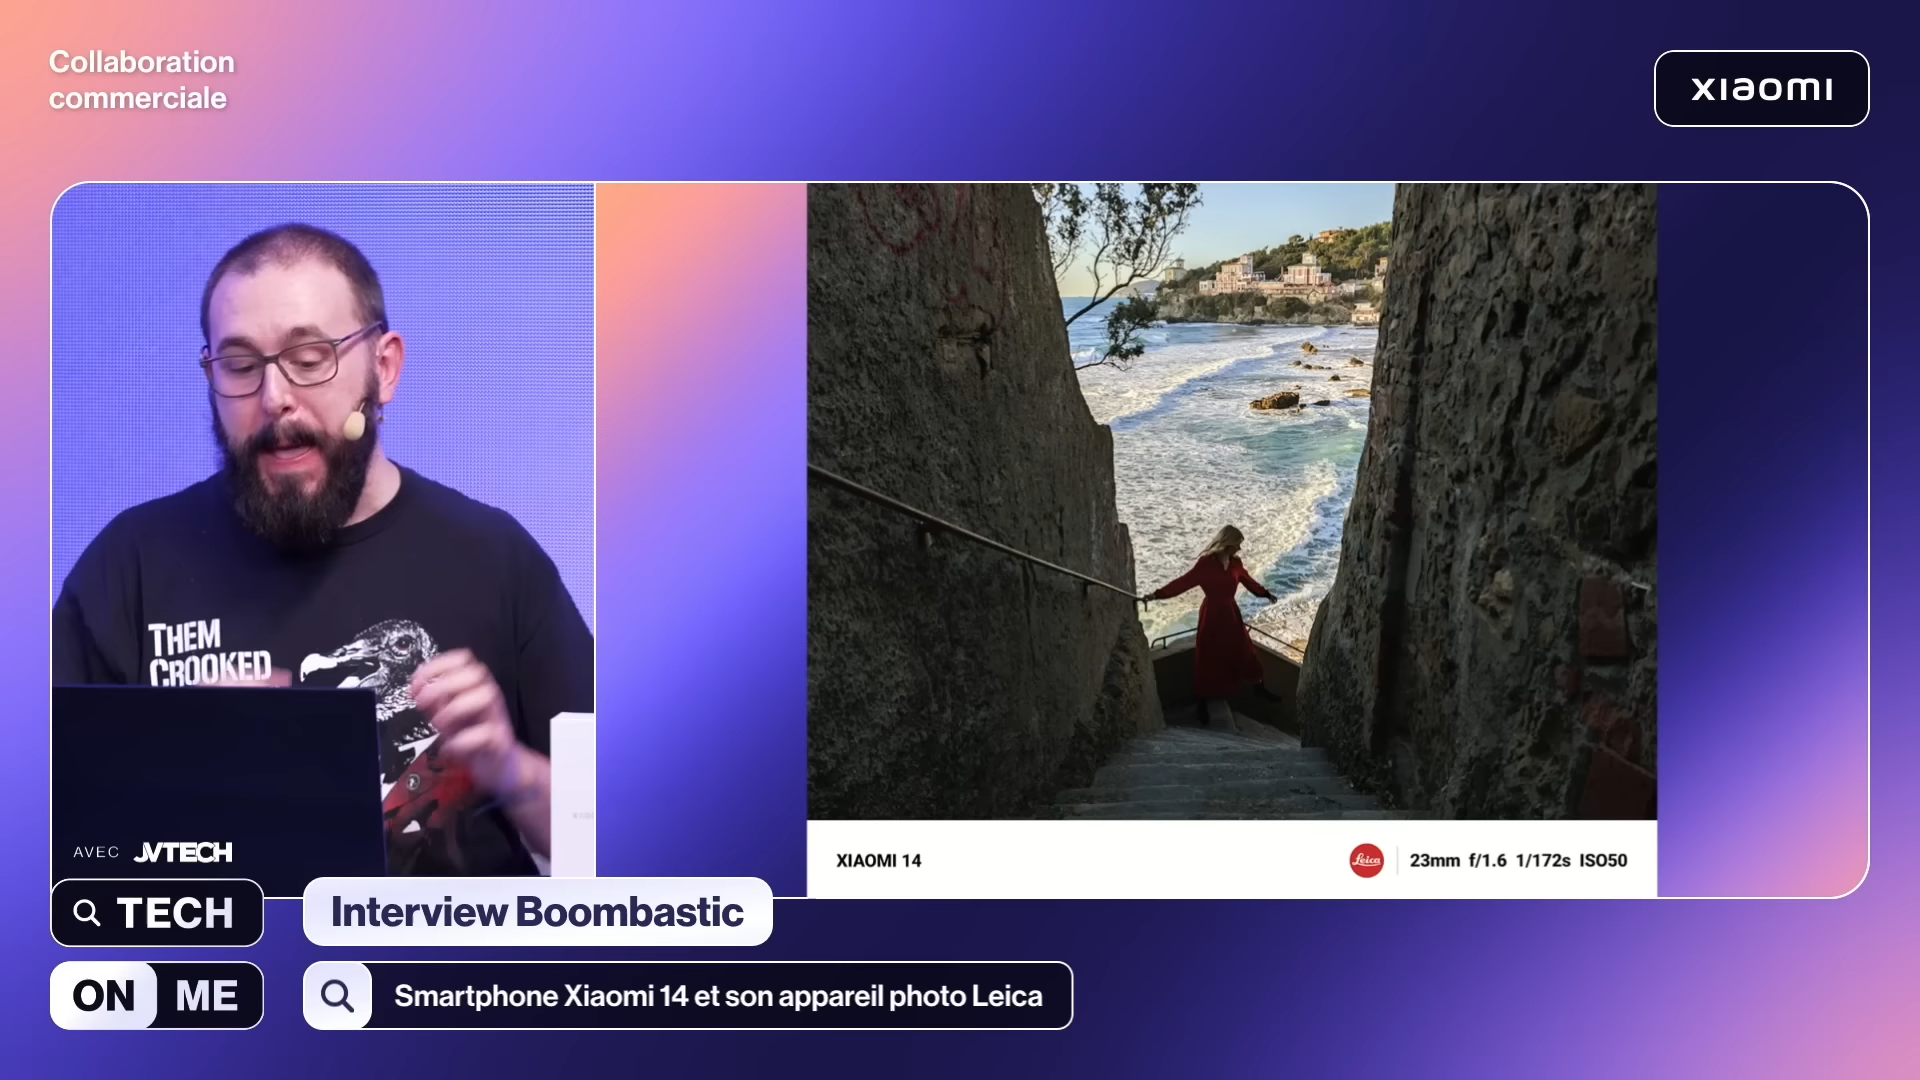 Collaboration
commerciale
xiaomi
THEM
CROOKED
AVEC JVTECH
TECH
ON ME
XIAOMI 14
Leica 23mm f/1.6 1/172s ISO50
Interview Boombastic
Smartphone Xiaomi 14 et son appareil photo Leica